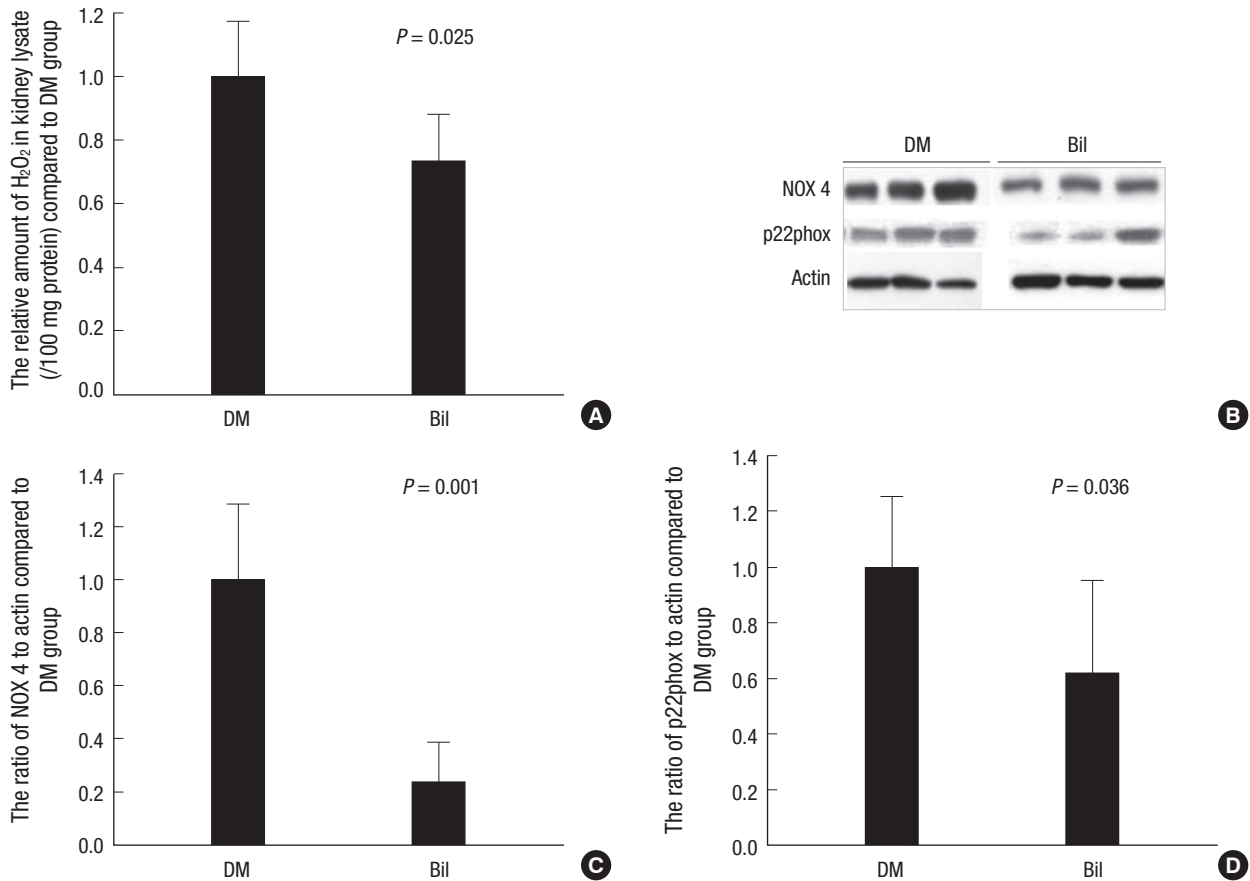 The relative amount of H₂O₂ in kidney lysate
(/100 mg protein) compared to DM group
1.2
1.0
0.8
0.6
0.4
0.2
0.0
P = 0.025
DM
Bil
A
DM
Bil
NOX 4
p22phox
Actin
B
The ratio of NOX 4 to actin compared to
DM group
1.4
1.2
1.0
0.8
0.6
0.4
0.2
0.0
P = 0.001
DM
Bil
C
The ratio of p22phox to actin compared to
DM group
1.4
1.2
1.0
0.8
0.6
0.4
0.2
0.0
P = 0.036
DM
Bil
D